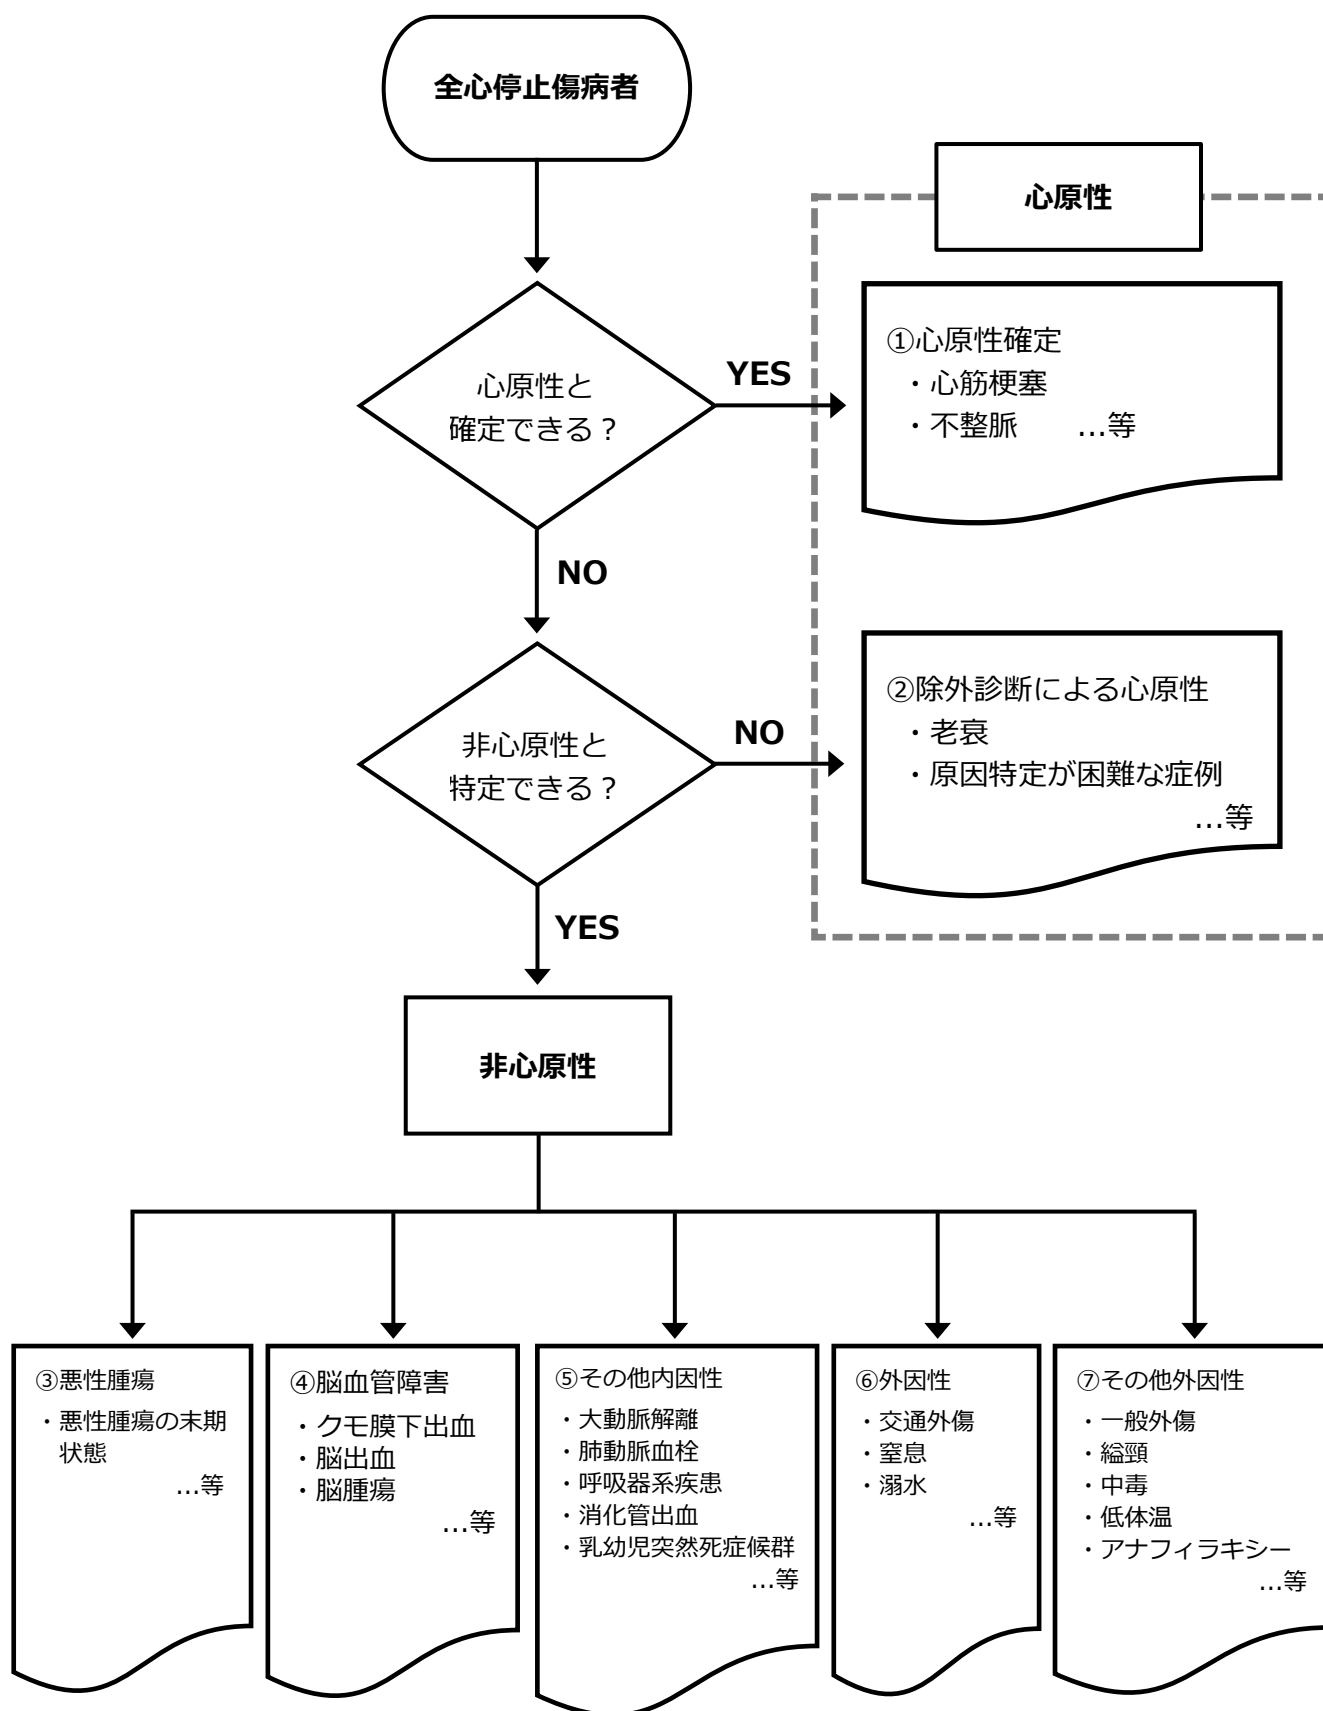 全心停止傷病者
心原性
心原性と
確定できる？
YES
①心原性確定
・心筋梗塞
・不整脈　　…等
NO
非心原性と
特定できる？
NO
②除外診断による心原性
・老衰
・原因特定が困難な症例
…等
YES
非心原性
③悪性腫瘍
・悪性腫瘍の末期
状態
…等
④脳血管障害
・クモ膜下出血
・脳出血
・脳腫瘍
…等
⑤その他内因性
・大動脈解離
・肺動脈血栓
・呼吸器系疾患
・消化管出血
・乳幼児突然死症候群
…等
⑥外因性
・交通外傷
・窒息
・溺水
…等
⑦その他外因性
・一般外傷
・縊頸
・中毒
・低体温
・アナフィラキシー
…等